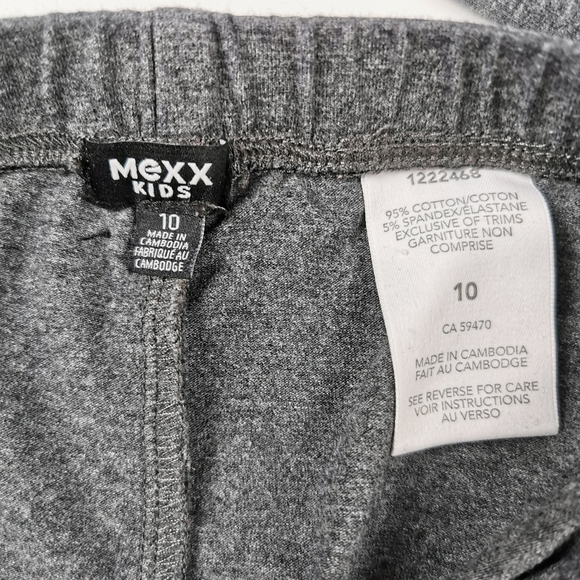 MeXX
KIDS
10
MADE IN
CAMBODIA
FABRIQUÉ AU
CAMBODGE
1222468
95% COTTON/COTON
5% SPANDEX/ELASTANE
EXCLUSIVE OF TRIMS
GARNITURE NON
COMPRISE
10
CA 59470
MADE IN CAMBODIA
FAIT AU CAMBODGE
SEE REVERSE FOR CARE
VOIR INSTRUCTIONS
AU VERSO